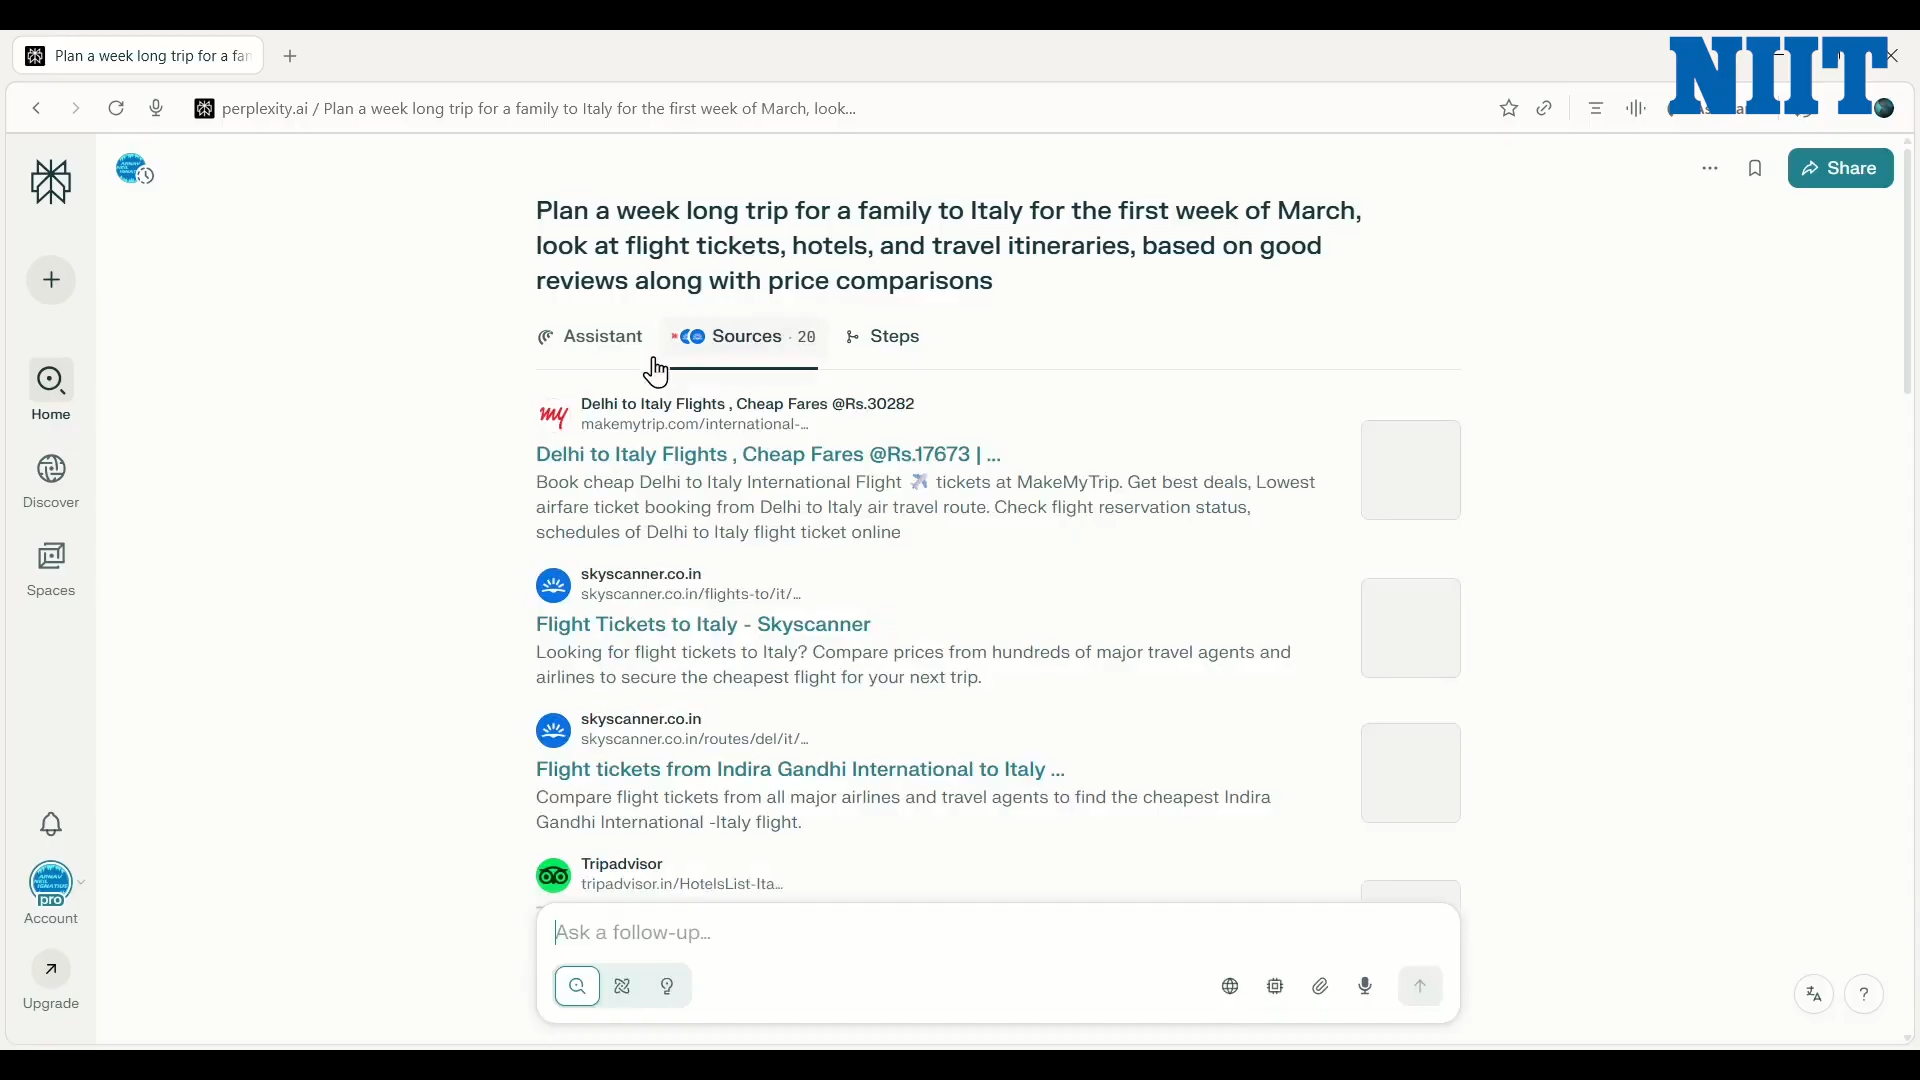 Plan a week long trip for a fan
NIIT
perplexity.ai / Plan a week long trip for a family to Italy for the first week of March, look...
Share
Plan a week long trip for a family to Italy for the first week of March,
look at flight tickets, hotels, and travel itineraries, based on good
reviews along with price comparisons
Assistant
Sources · 20
Steps
Delhi to Italy Flights , Cheap Fares @Rs.30282
makemytrip.com/international-...
my
Delhi to Italy Flights , Cheap Fares @Rs.17673 | ...
Book cheap Delhi to Italy International Flight ✈️ tickets at MakeMyTrip. Get best deals, Lowest
airfare ticket booking from Delhi to Italy air travel route. Check flight reservation status,
schedules of Delhi to Italy flight ticket online
skyscanner.co.in
skyscanner.co.in/flights-to/it/...
Flight Tickets to Italy - Skyscanner
Looking for flight tickets to Italy? Compare prices from hundreds of major travel agents and
airlines to secure the cheapest flight for your next trip.
skyscanner.co.in
skyscanner.co.in/routes/del/it/...
Flight tickets from Indira Gandhi International to Italy ...
Compare flight tickets from all major airlines and travel agents to find the cheapest Indira
Gandhi International -Italy flight.
Tripadvisor
tripadvisor.in/HotelsList-Ita...
Ask a follow-up...
Home
Discover
Spaces
ARNAV
NEIL
IGNATIUS
pro
Account
Upgrade
?